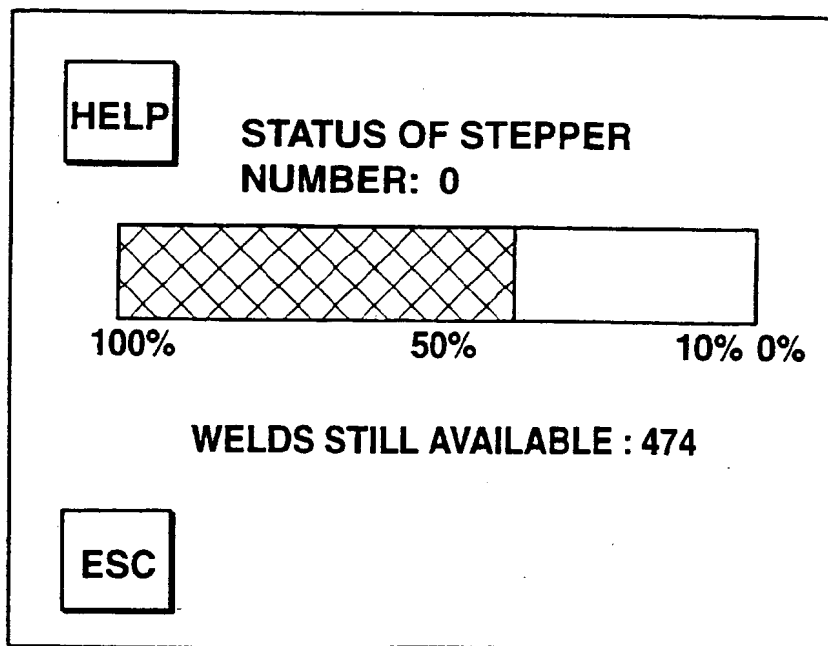 HELP
STATUS OF STEPPER
NUMBER: 0
100% 50% 10% 0%
WELDS STILL AVAILABLE : 474
ESC